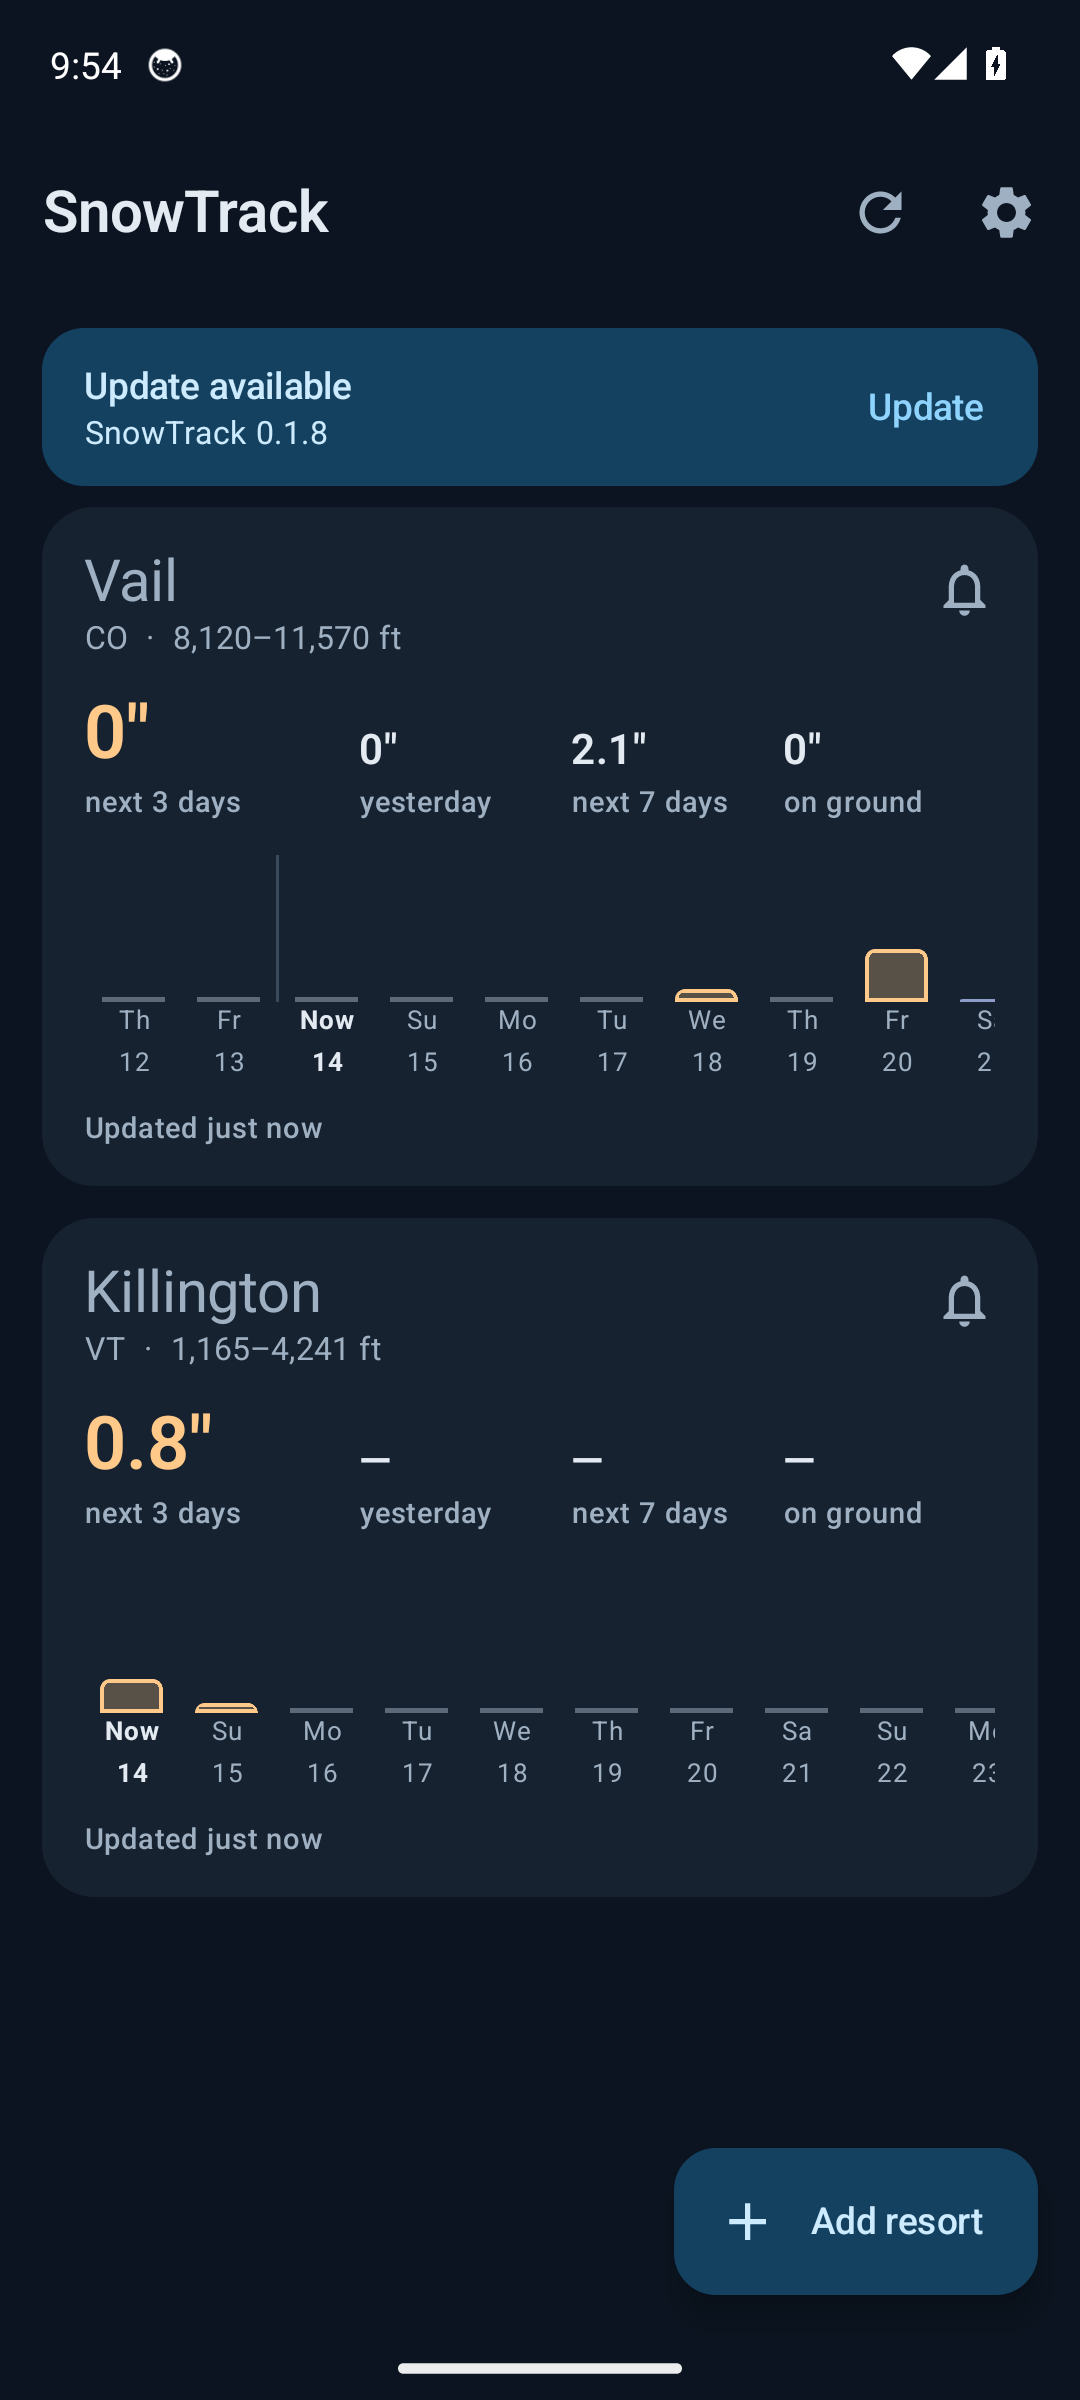 9:54
SnowTrack
Update available
SnowTrack 0.1.8
Update
Vail
CO · 8,120–11,570 ft
0" 0" 2.1" 0"
next 3 days yesterday next 7 days on ground
Th Fr Now Su Mo Tu We Th Fr S
12 13 14 15 16 17 18 19 20 2
Updated just now
Killington
VT · 1,165–4,241 ft
0.8" – – –
next 3 days yesterday next 7 days on ground
Now Su Mo Tu We Th Fr Sa Su Mo
14 15 16 17 18 19 20 21 22 23
Updated just now
+ Add resort